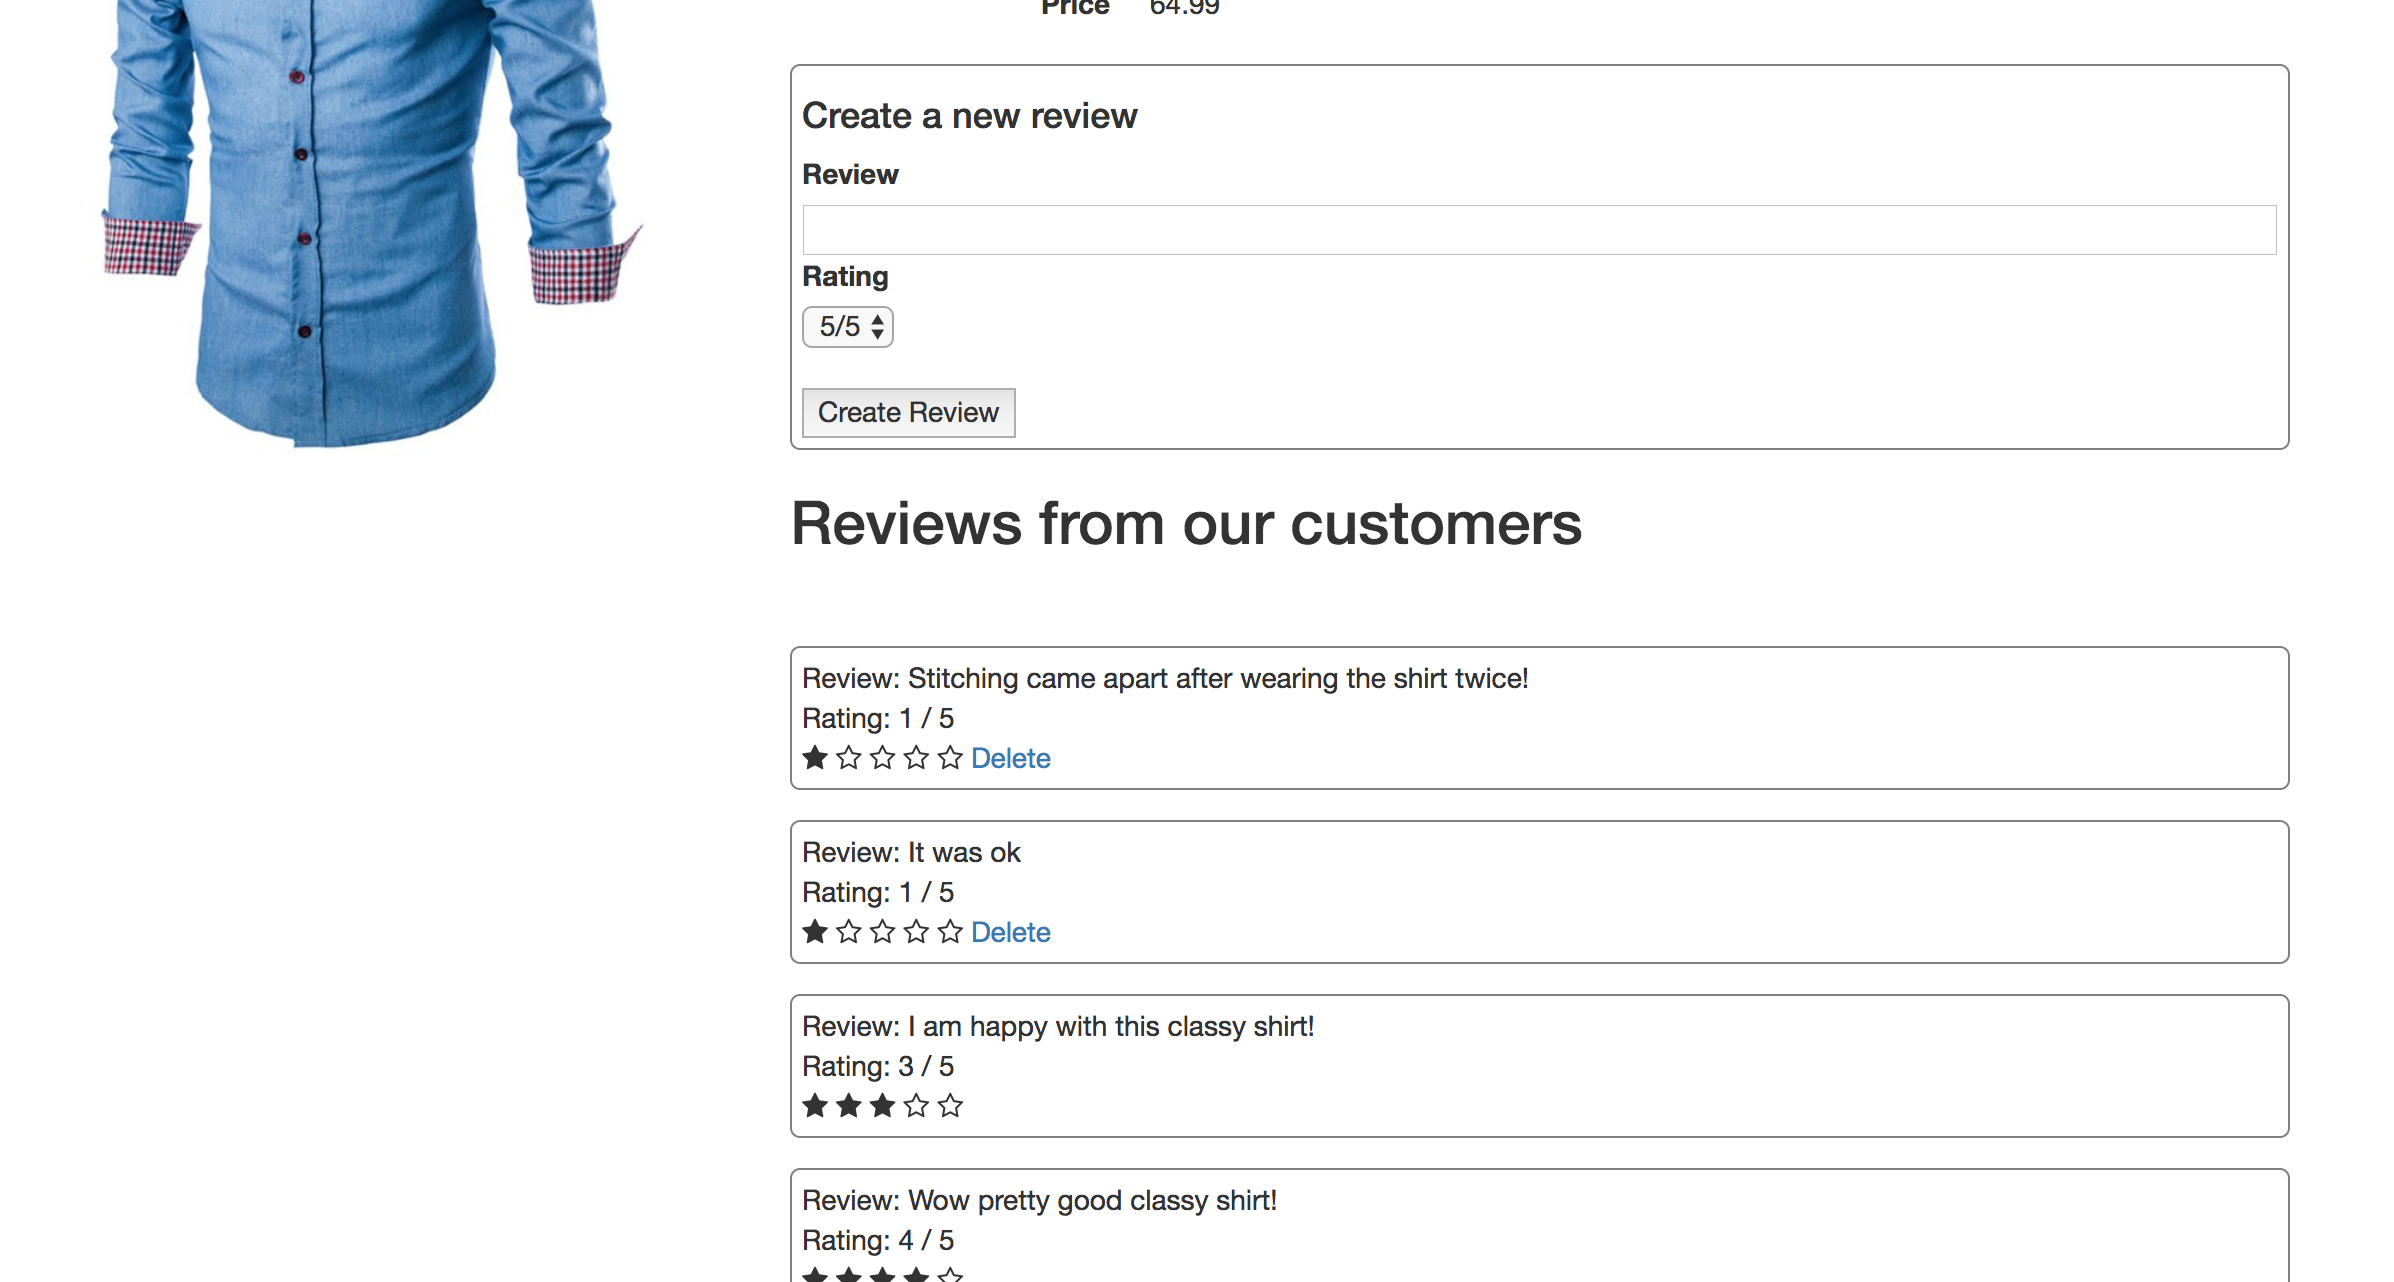 Price 64.99
Create a new review
Review
Rating
5/5
Create Review
Reviews from our customers
Review: Stitching came apart after wearing the shirt twice!
Rating: 1 / 5
★ ☆ ☆ ☆ ☆ Delete
Review: It was ok
Rating: 1 / 5
★ ☆ ☆ ☆ ☆ Delete
Review: I am happy with this classy shirt!
Rating: 3 / 5
★ ★ ★ ☆ ☆
Review: Wow pretty good classy shirt!
Rating: 4 / 5
★ ★ ★ ★ ☆